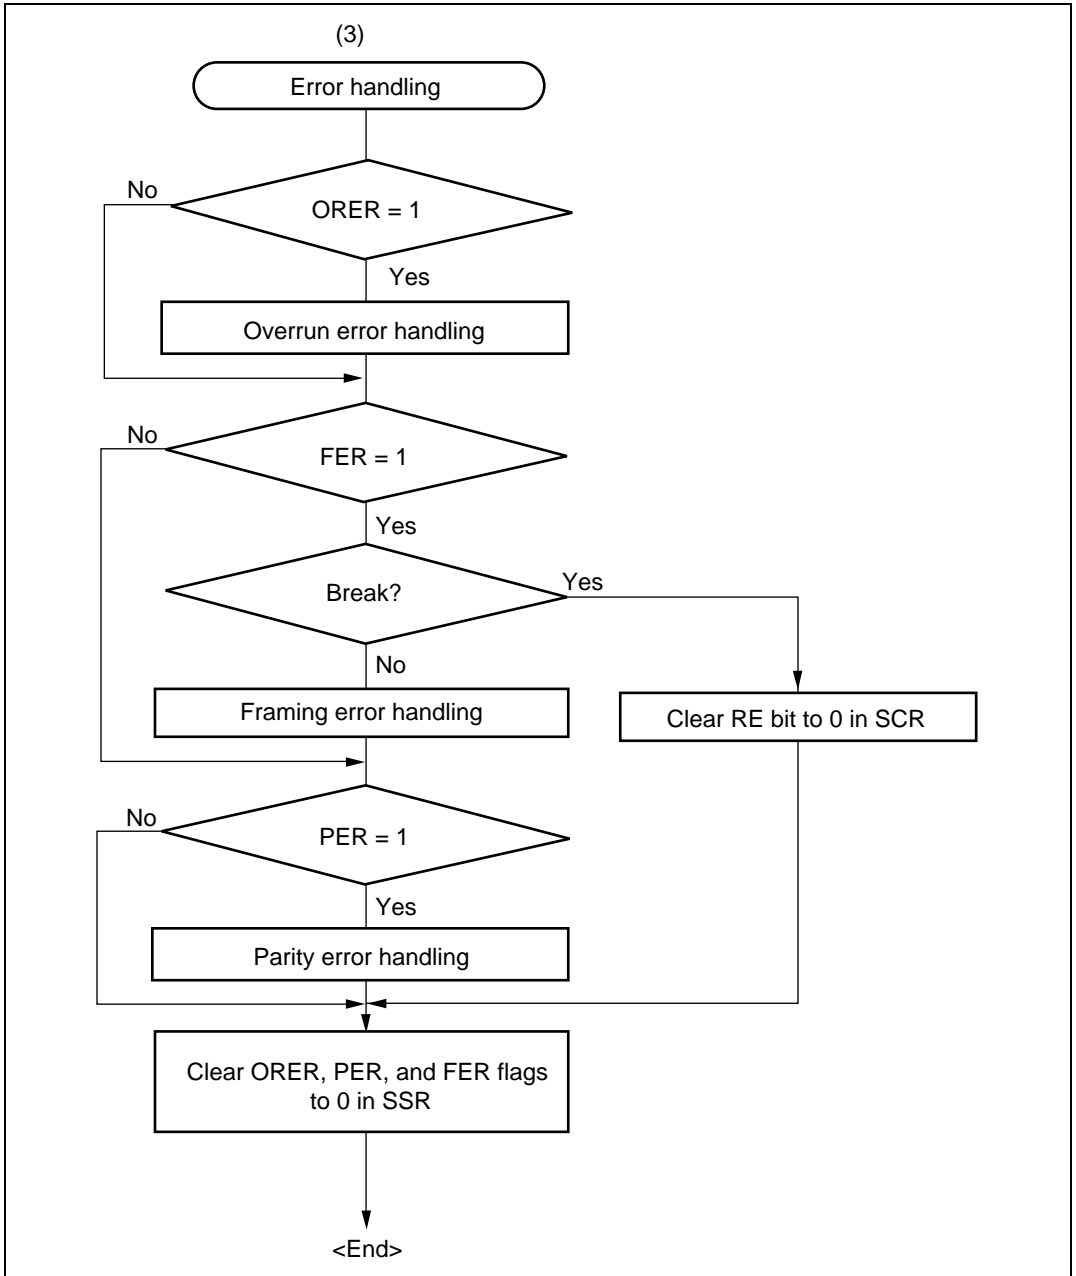 (3)
Error handling
No
ORER = 1
Yes
Overrun error handling
No
FER = 1
Yes
Break?
Yes
No
Framing error handling
Clear RE bit to 0 in SCR
No
PER = 1
Yes
Parity error handling
Clear ORER, PER, and FER flags
to 0 in SSR
<End>